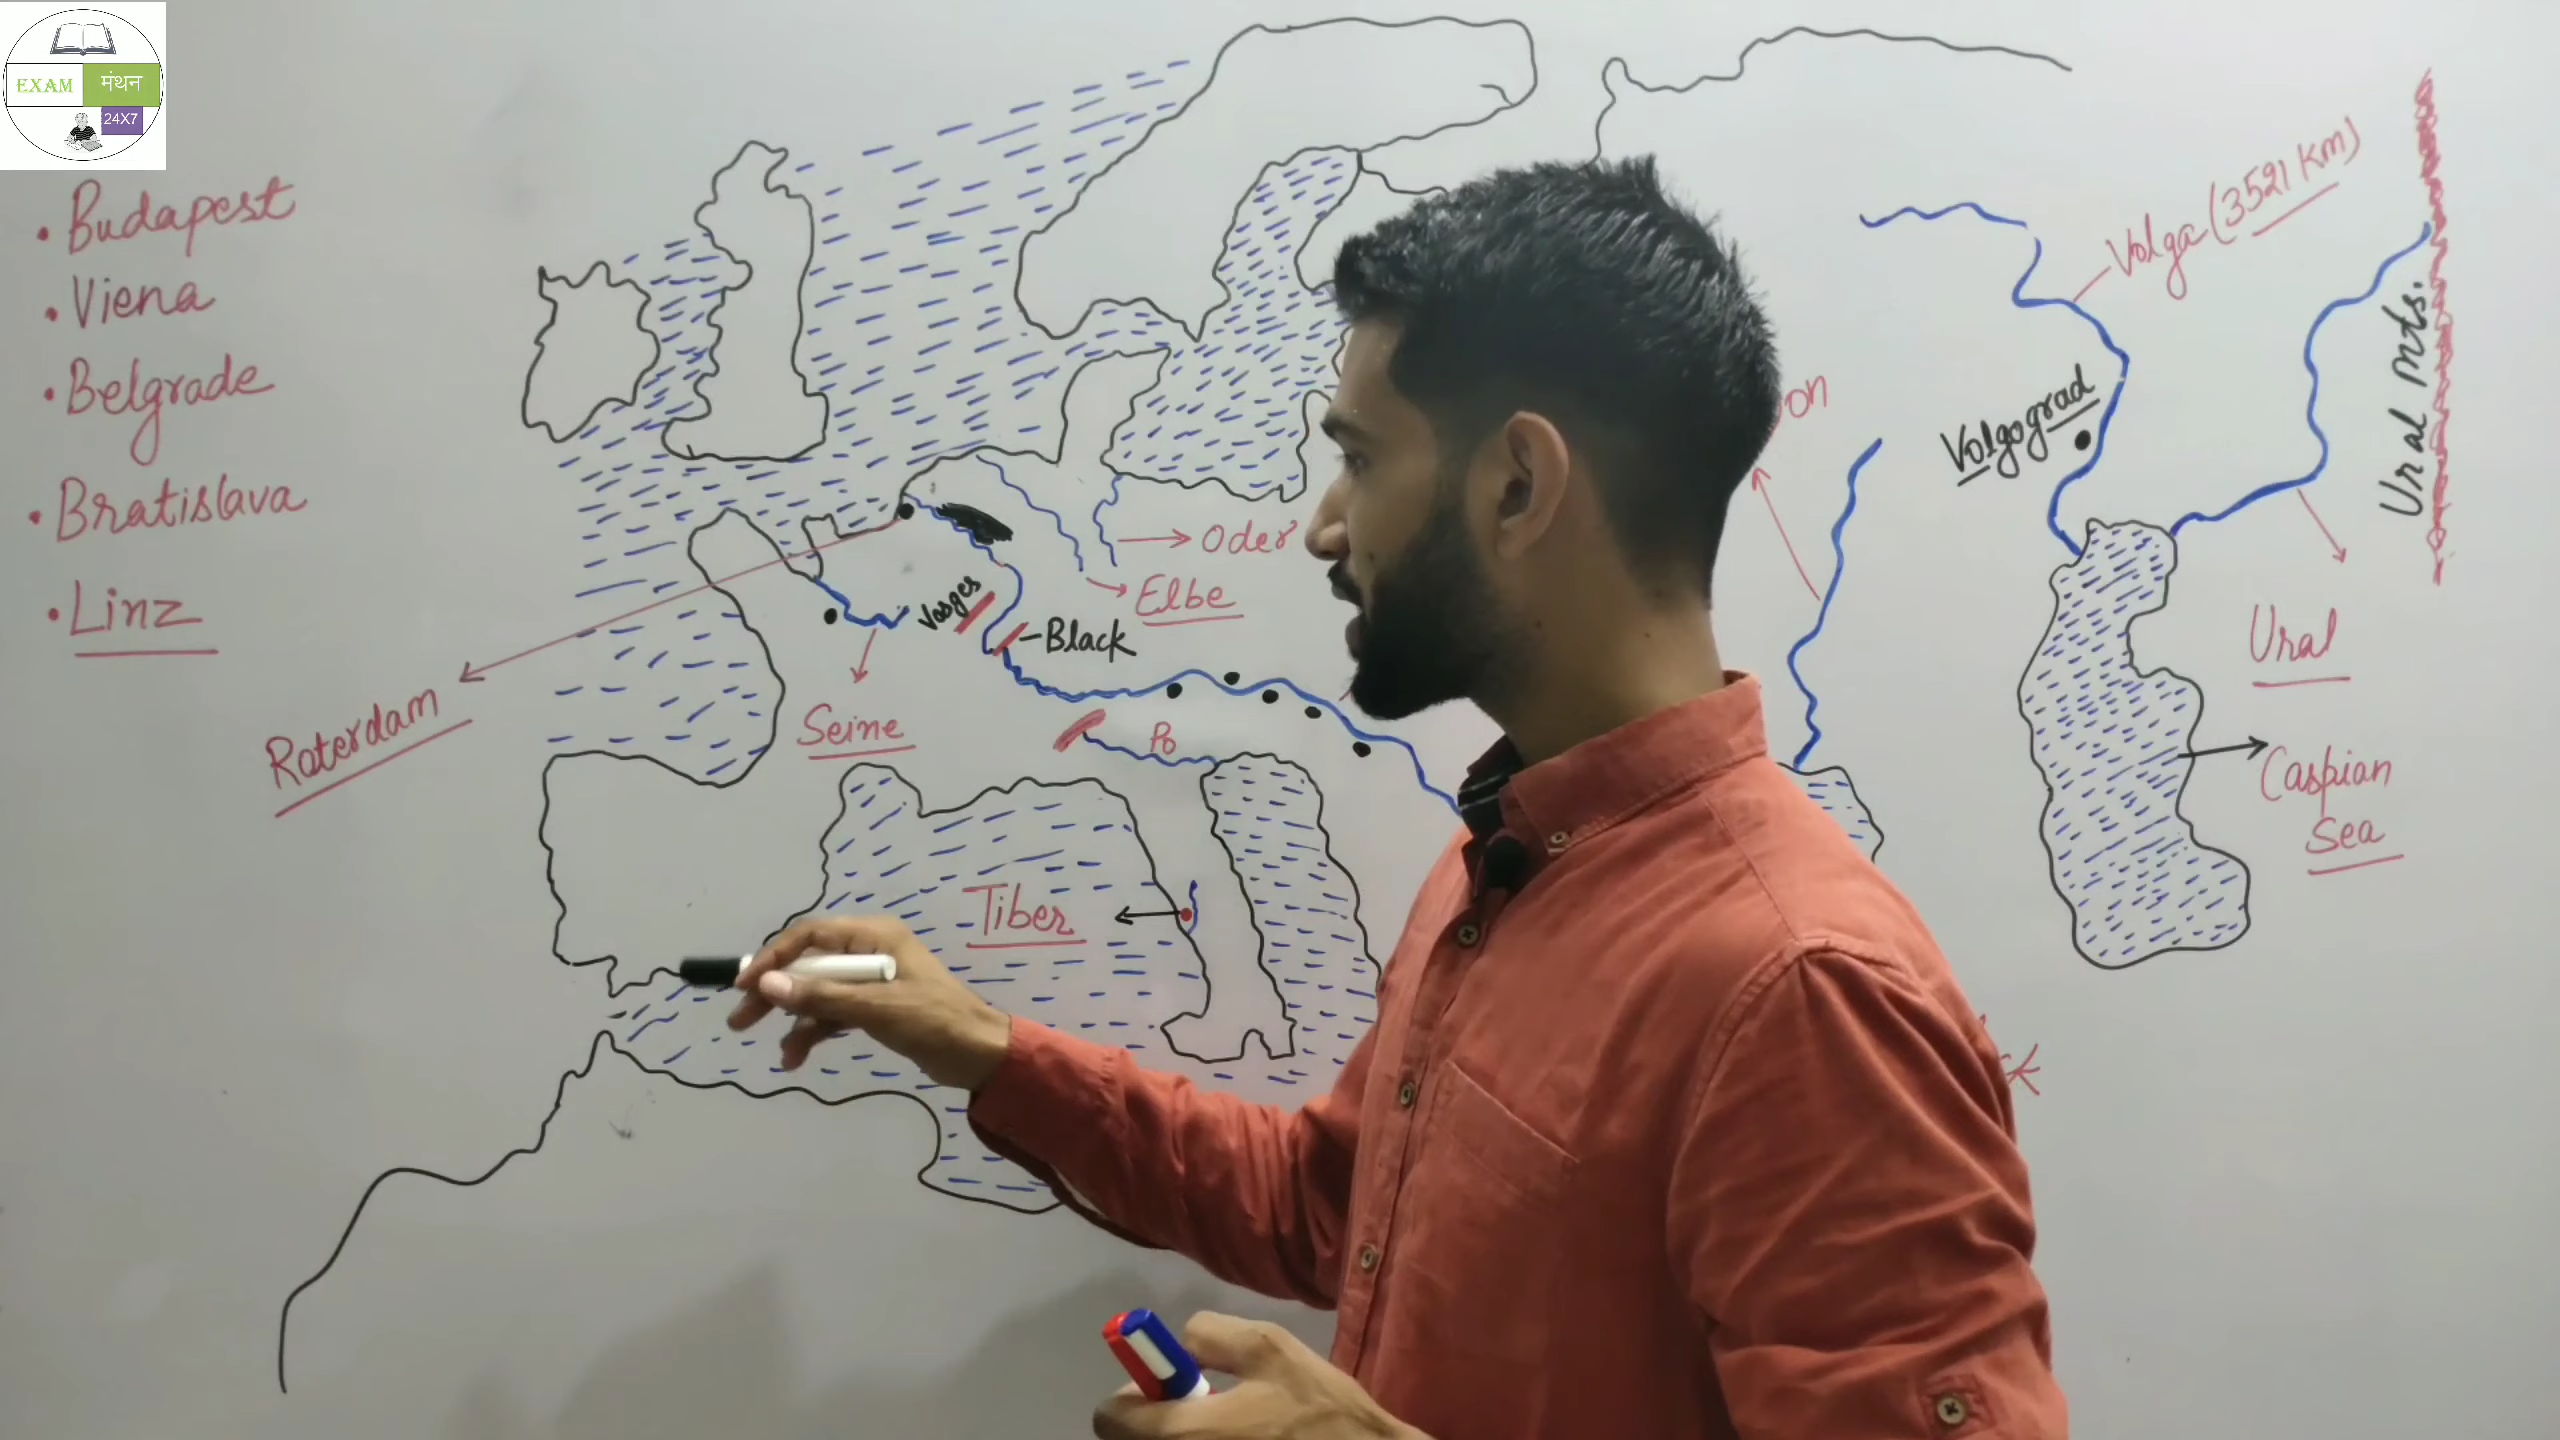 EXAM मंथन
24X7
• Budapest
• Viena
• Belgrade
• Bratislava
• Linz
Roterdam
Seine
Vosges
Black
Elbe
Oder
Po
Tiber
Volga (3521 Km)
Volgograd
Ural Mts.
Ural
Caspian
Sea